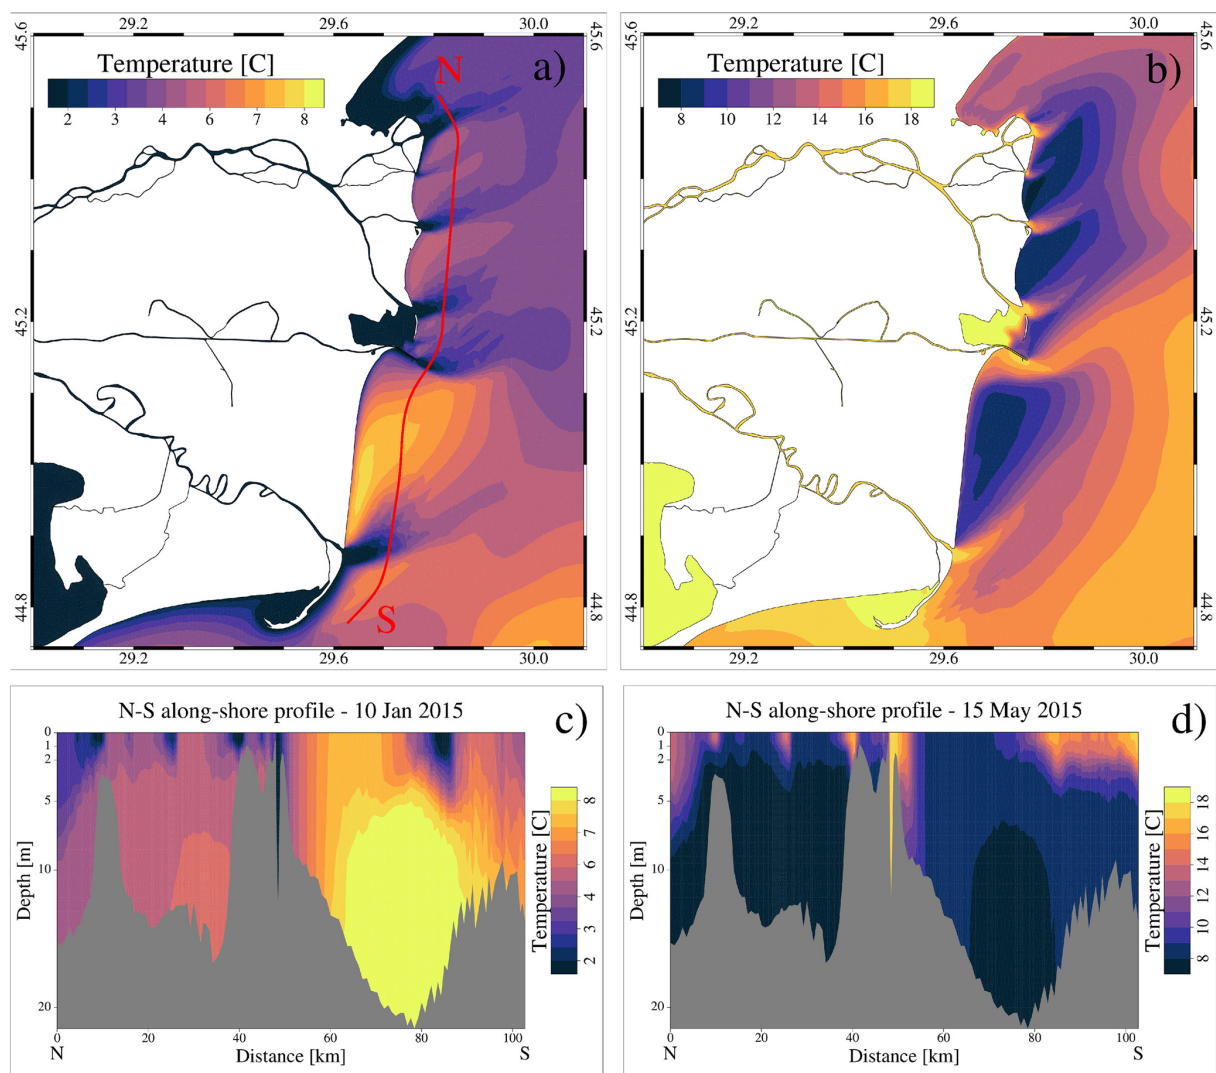 29.2 29.6 30.0
45.6 45.6
Temperature [C]
2 3 4 5 6 7 8
N
a)
45.2 45.2
44.8 44.8
S
29.2 29.6 30.0
29.2 29.6 30.0
45.6 45.6
Temperature [C]
8 10 12 14 16 18
b)
45.2 45.2
44.8 44.8
29.2 29.6 30.0
N-S along-shore profile - 10 Jan 2015
c)
0
1
2
5
10
20
Depth [m]
Temperature [C]
2 3 4 5 6 7 8
0 20 40 60 80 100
N Distance [km] S
N-S along-shore profile - 15 May 2015
d)
0
1
2
5
10
20
Depth [m]
Temperature [C]
8 10 12 14 16 18
0 20 40 60 80 100
N Distance [km] S